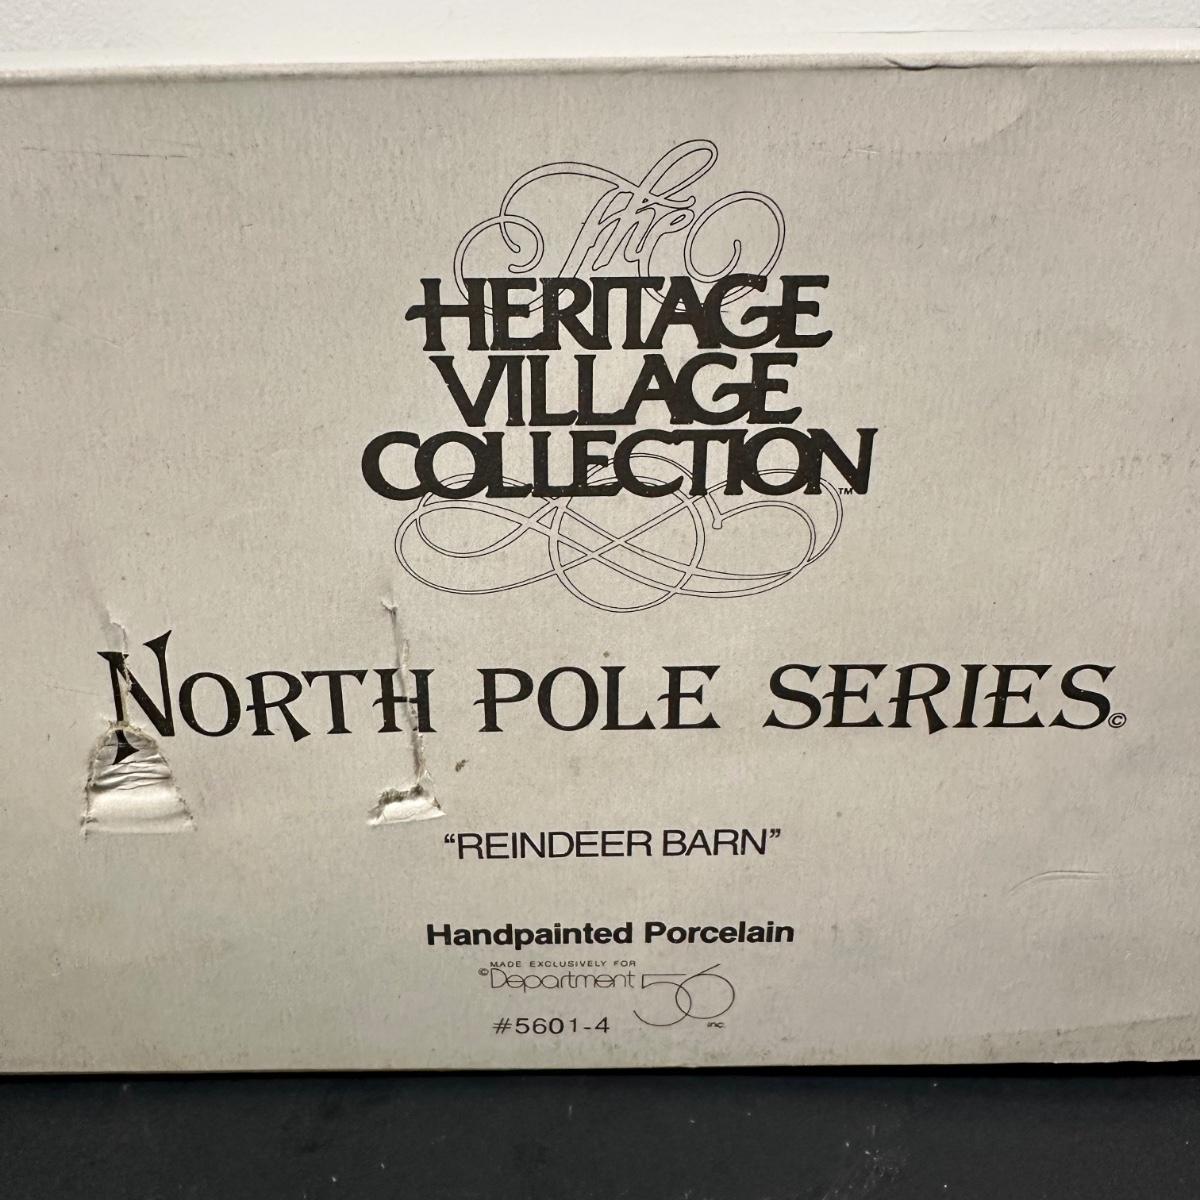 The
HERITAGE
VILLAGE
COLLECTION™
NORTH POLE SERIES©
“REINDEER BARN”
Handpainted Porcelain
MADE EXCLUSIVELY FOR
©Department 56 inc.
#5601-4